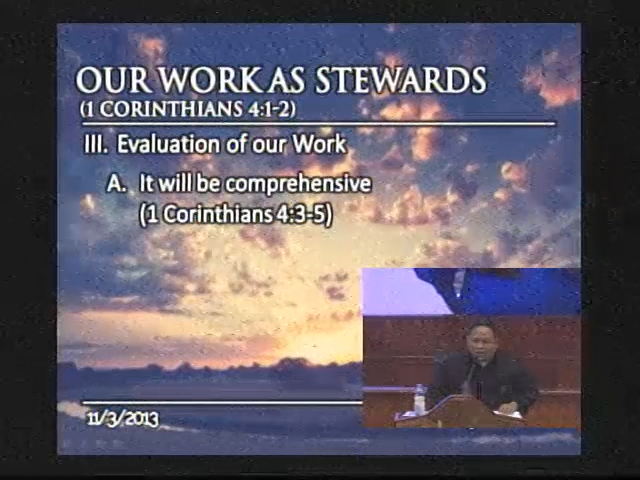 OUR WORK AS STEWARDS
(1 CORINTHIANS 4:1-2)
III. Evaluation of our Work
A. It will be comprehensive
(1 Corinthians 4:3-5)
11/3/2013